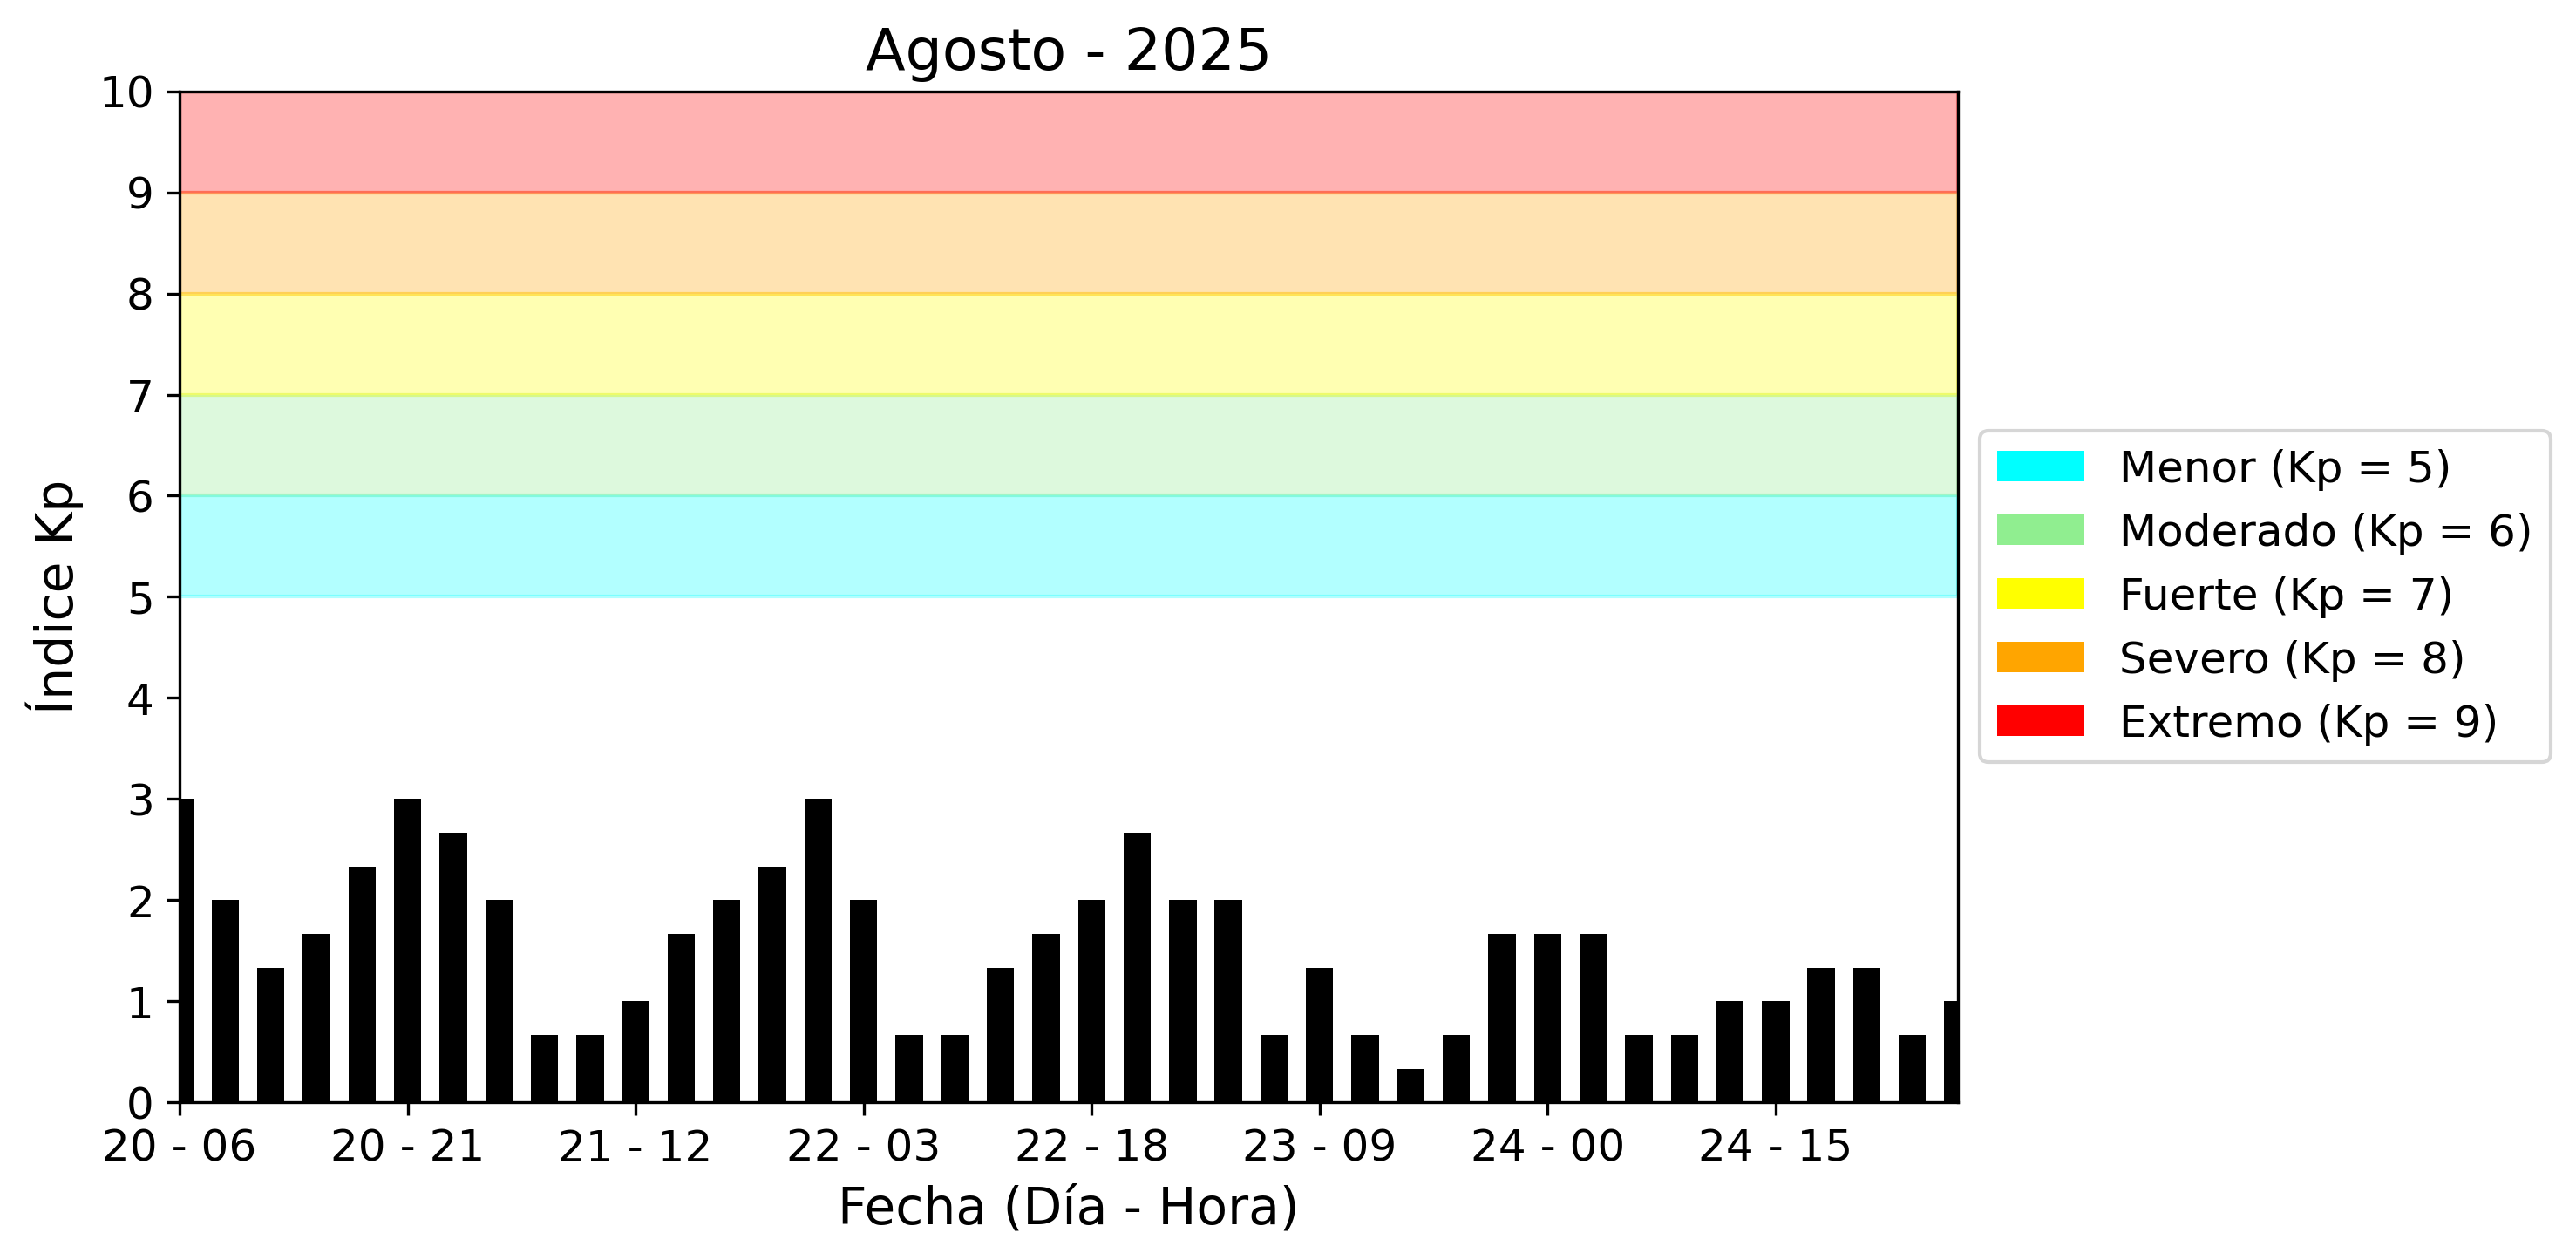 Agosto - 2025
10
9
8
7
6
5
4
3
2
1
0
Índice Kp
20 - 06
20 - 21
21 - 12
22 - 03
22 - 18
23 - 09
24 - 00
24 - 15
Fecha (Día - Hora)
Menor (Kp = 5)
Moderado (Kp = 6)
Fuerte (Kp = 7)
Severo (Kp = 8)
Extremo (Kp = 9)